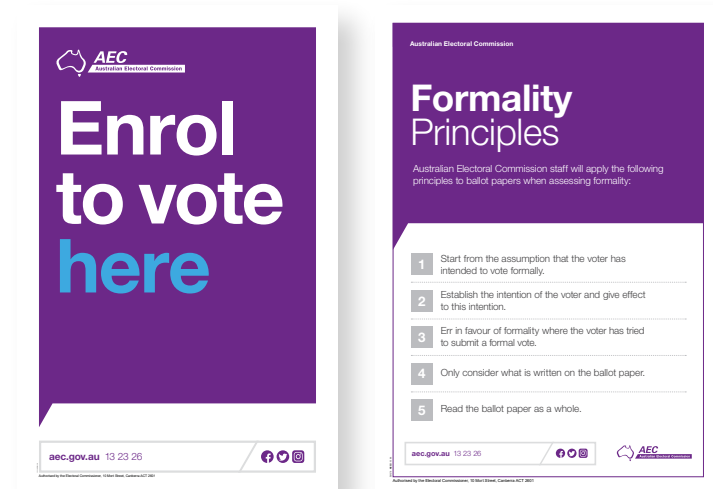 AEC
Australian Electoral Commission
Enrol
to vote
here
aec.gov.au 13 23 26
Authorised by the Electoral Commissioner, 10 Mort Street, Canberra ACT 2601
Australian Electoral Commission
Formality
Principles
Australian Electoral Commission staff will apply the following
principles to ballot papers when assessing formality:
1 Start from the assumption that the voter has
intended to vote formally.
2 Establish the intention of the voter and give effect
to this intention.
3 Err in favour of formality where the voter has tried
to submit a formal vote.
4 Only consider what is written on the ballot paper.
5 Read the ballot paper as a whole.
aec.gov.au 13 23 26
AEC
Australian Electoral Commission
Authorised by the Electoral Commissioner, 10 Mort Street, Canberra ACT 2601